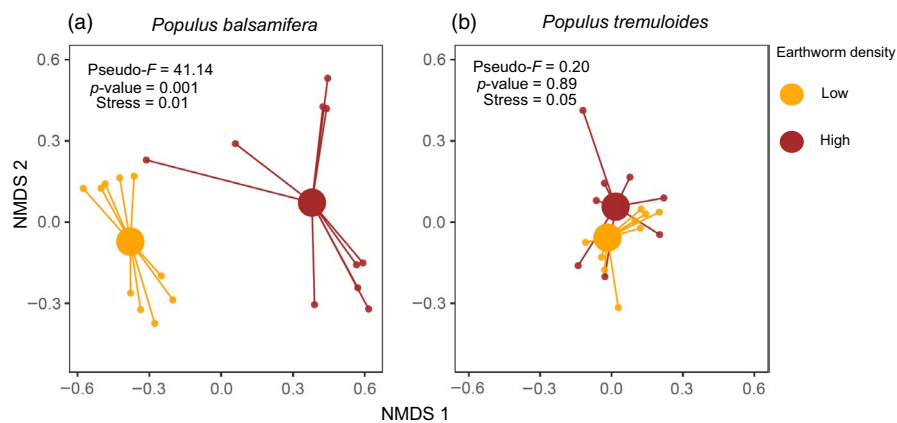 (a)
Populus balsamifera
(b)
Populus tremuloides
Pseudo-F = 41.14
p-value = 0.001
Stress = 0.01
Pseudo-F = 0.20
p-value = 0.89
Stress = 0.05
Earthworm density
Low
High
NMDS 2
0.6
0.3
0.0
−0.3
0.6
0.3
0.0
−0.3
−0.6 −0.3 0.0 0.3 0.6
−0.6 −0.3 0.0 0.3 0.6
NMDS 1